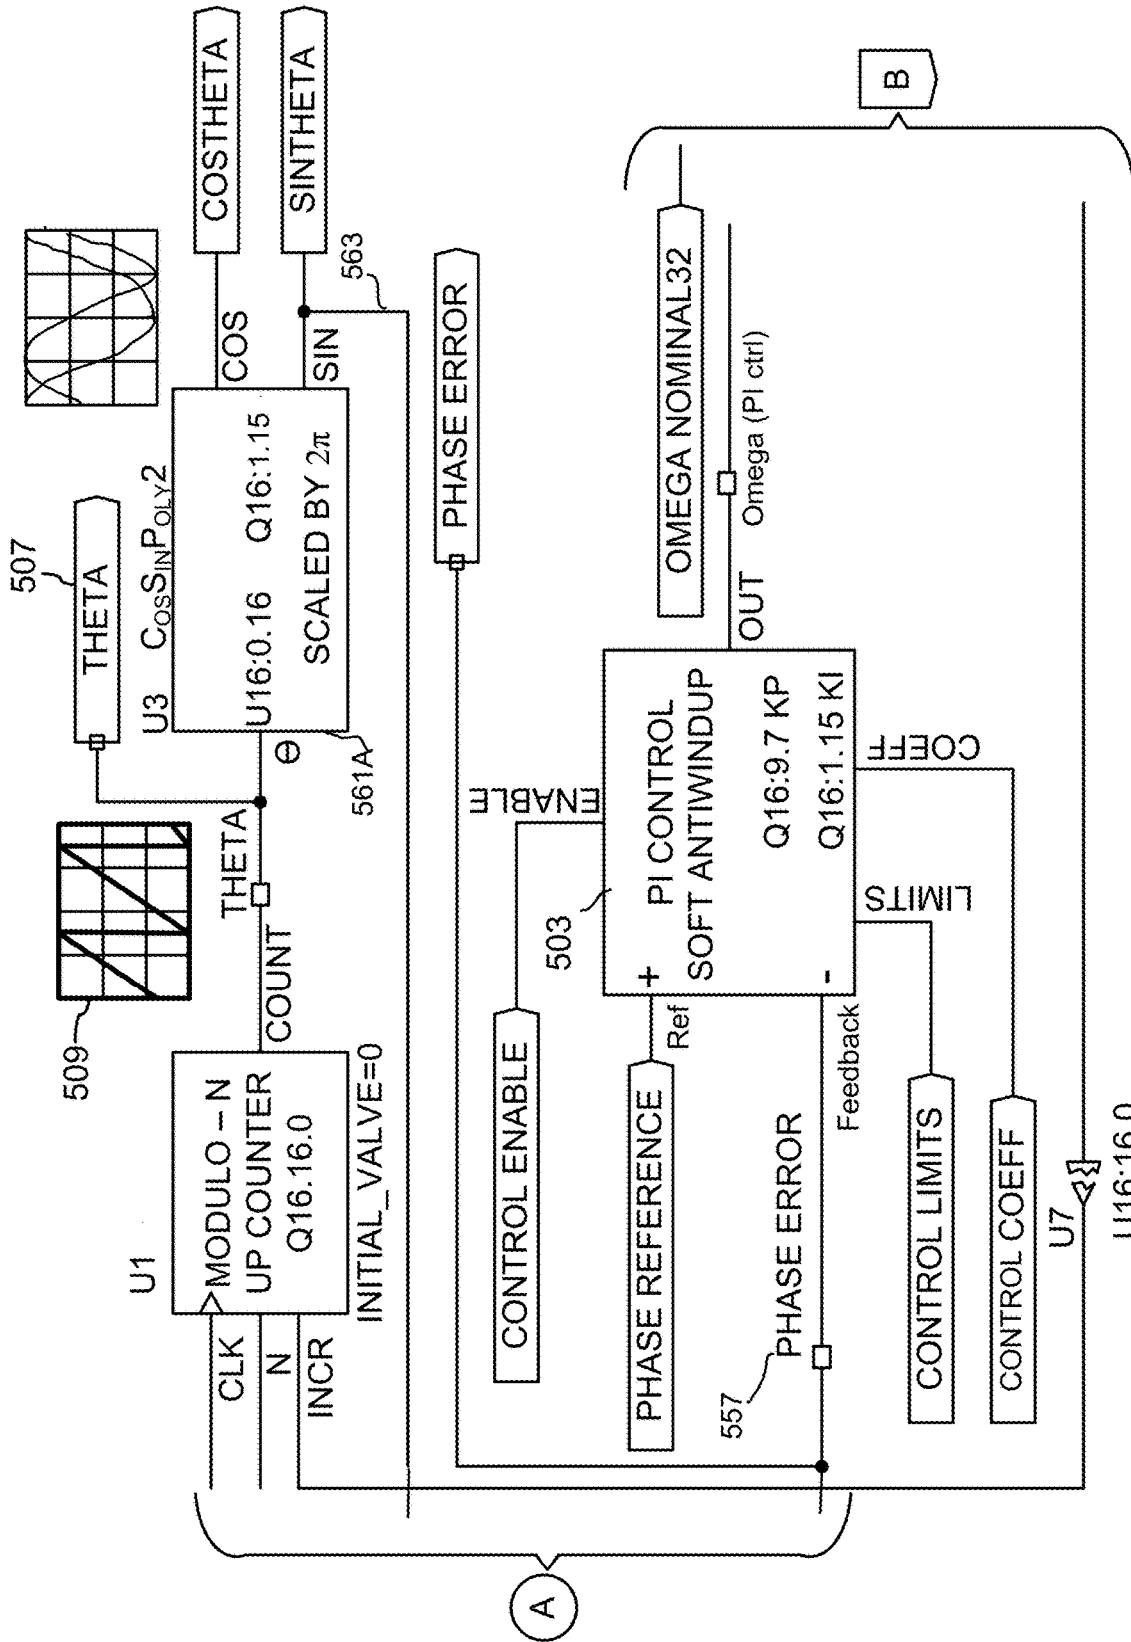 509
507
THETA
U1
CLK
N
INCR
MODULO – N
UP COUNTER
Q16.16.0
INITIAL_VALVE=0
COUNT
THETA
Θ
561A
U3
COSSINPOLY2
U16:0.16
Q16:1.15
SCALED BY 2π
COS
SIN
COSTHETA
SINTHETA
563
PHASE ERROR
A
CONTROL ENABLE
ENABLE
PHASE REFERENCE
Ref
557
PHASE ERROR
Feedback
503
+
-
PI CONTROL
SOFT ANTIWINDUP
Q16:9.7 KP
Q16:1.15 KI
LIMITS
COEFF
CONTROL LIMITS
CONTROL COEFF
OUT
OMEGA NOMINAL32
Omega (PI ctrl)
B
U7
U16:16.0